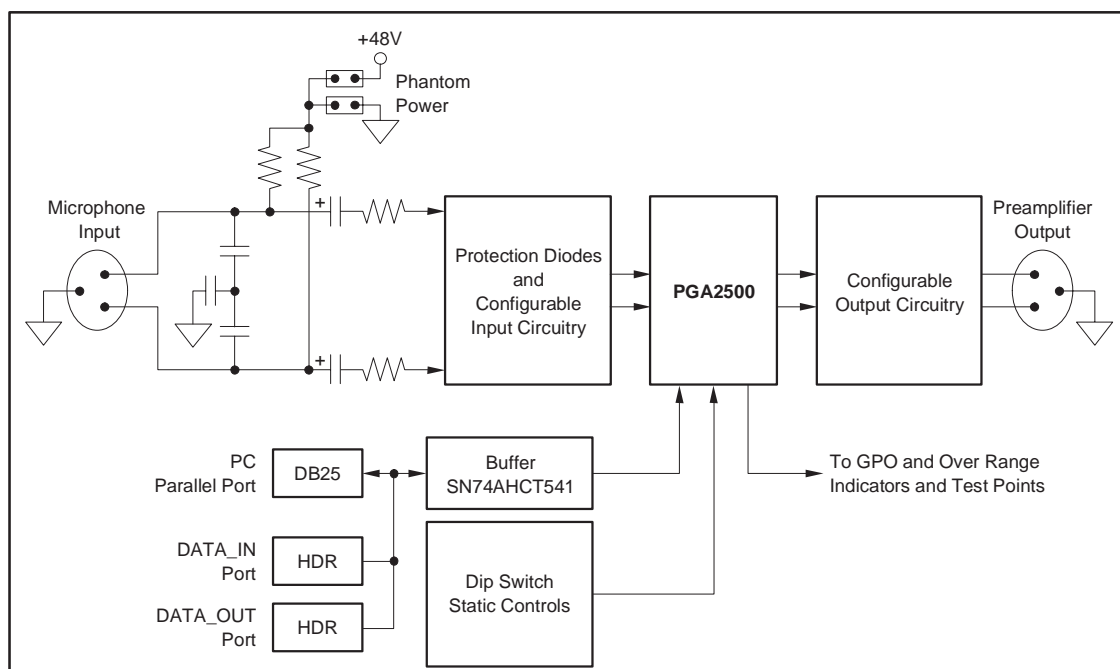 +48V
Phantom
Power
+
Microphone
Input
Protection Diodes
and
Configurable
Input Circuitry
PGA2500
Configurable
Output Circuitry
Preamplifier
Output
+
PC
Parallel Port
DB25
Buffer
SN74AHCT541
To GPO and Over Range
Indicators and Test Points
DATA_IN
Port
HDR
Dip Switch
Static Controls
DATA_OUT
Port
HDR